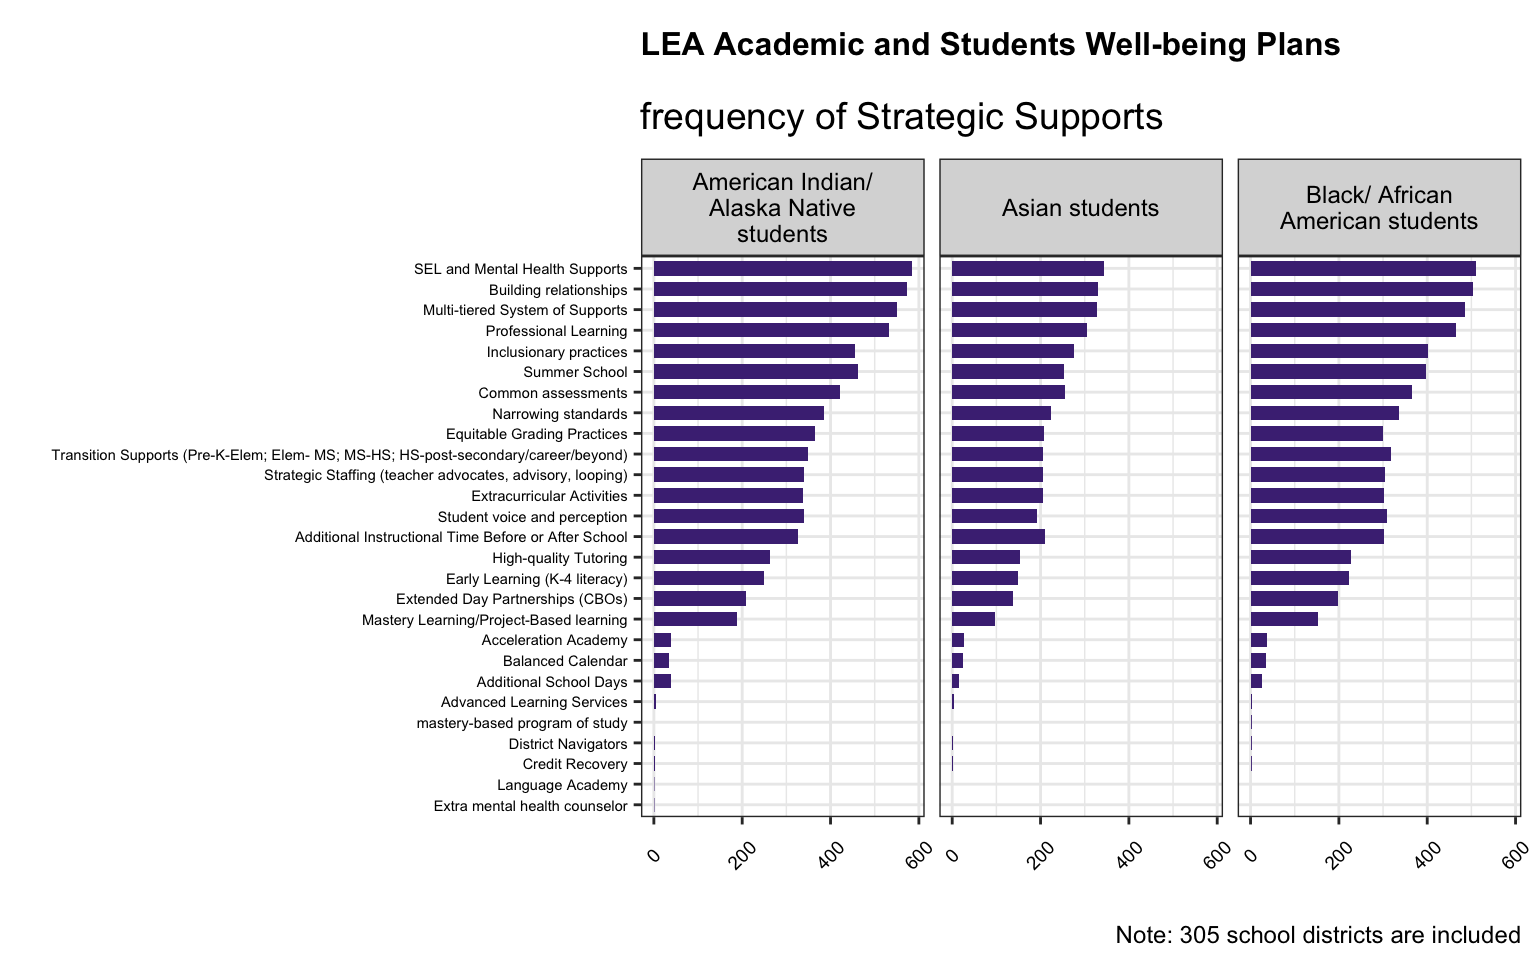 LEA Academic and Students Well-being Plans
frequency of Strategic Supports
American Indian/
Alaska Native
students
Asian students
Black/ African
American students
SEL and Mental Health Supports
Building relationships
Multi-tiered System of Supports
Professional Learning
Inclusionary practices
Summer School
Common assessments
Narrowing standards
Equitable Grading Practices
Transition Supports (Pre-K-Elem; Elem- MS; MS-HS; HS-post-secondary/career/beyond)
Strategic Staffing (teacher advocates, advisory, looping)
Extracurricular Activities
Student voice and perception
Additional Instructional Time Before or After School
High-quality Tutoring
Early Learning (K-4 literacy)
Extended Day Partnerships (CBOs)
Mastery Learning/Project-Based learning
Acceleration Academy
Balanced Calendar
Additional School Days
Advanced Learning Services
mastery-based program of study
District Navigators
Credit Recovery
Language Academy
Extra mental health counselor
0 200 400 600 0 200 400 600 0 200 400 600
Note: 305 school districts are included